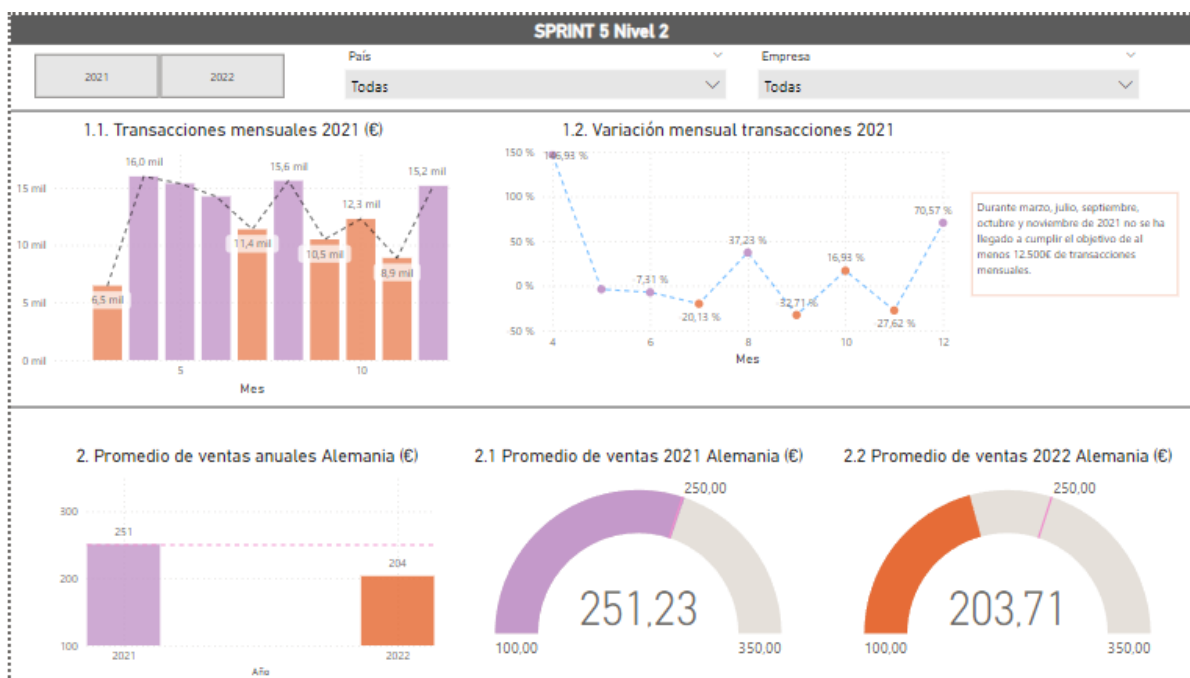 SPRINT 5 Nivel 2
2021
2022
País
Todas
Empresa
Todas
1.1. Transacciones mensuales 2021 (€)
16,0 mil
15,6 mil
15,2 mil
12,3 mil
11,4 mil
10,5 mil
8,9 mil
6,5 mil
15 mil
10 mil
5 mil
0 mil
5
10
Mes
1.2. Variación mensual transacciones 2021
150 %
100 %
50 %
0 %
-50 %
70,57 %
37,23 %
16,93 %
-7,31 %
-20,13 %
-32,71 %
-27,62 %
4
6
8
10
12
Mes
Durante marzo, julio, septiembre,
octubre y noviembre de 2021 no se ha
llegado a cumplir el objetivo de al
menos 12.500€ de transacciones
mensuales.
2. Promedio de ventas anuales Alemania (€)
300
200
100
251
204
2021
2022
Año
2.1 Promedio de ventas 2021 Alemania (€)
250,00
251,23
100,00
350,00
2.2 Promedio de ventas 2022 Alemania (€)
250,00
203,71
100,00
350,00